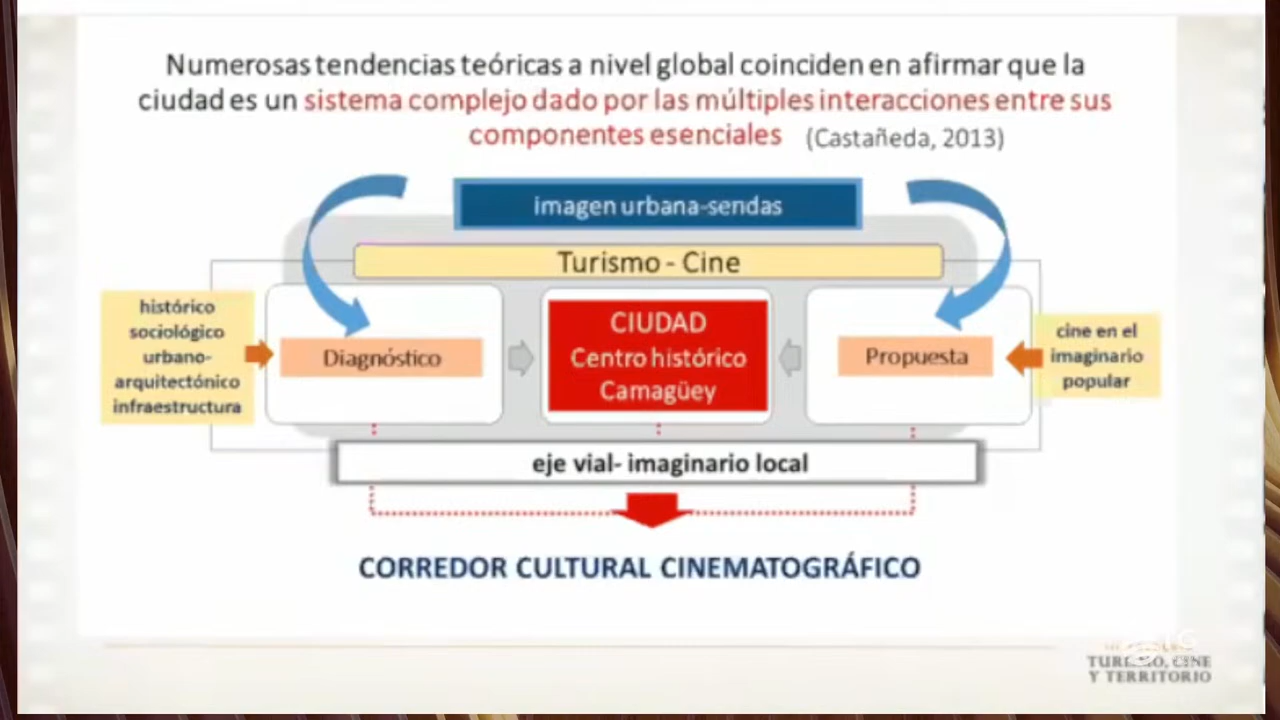 Numerosas tendencias teóricas a nivel global coinciden en afirmar que la
ciudad es un sistema complejo dado por las múltiples interacciones entre sus
componentes esenciales (Castañeda, 2013)
imagen urbana-sendas
Turismo - Cine
histórico
sociológico
urbano-
arquitectónico
infraestructura
Diagnóstico
CIUDAD
Centro histórico
Camagüey
Propuesta
cine en el
imaginario
popular
eje vial- imaginario local
CORREDOR CULTURAL CINEMATOGRÁFICO
TURISMO, CINE
Y TERRITORIO